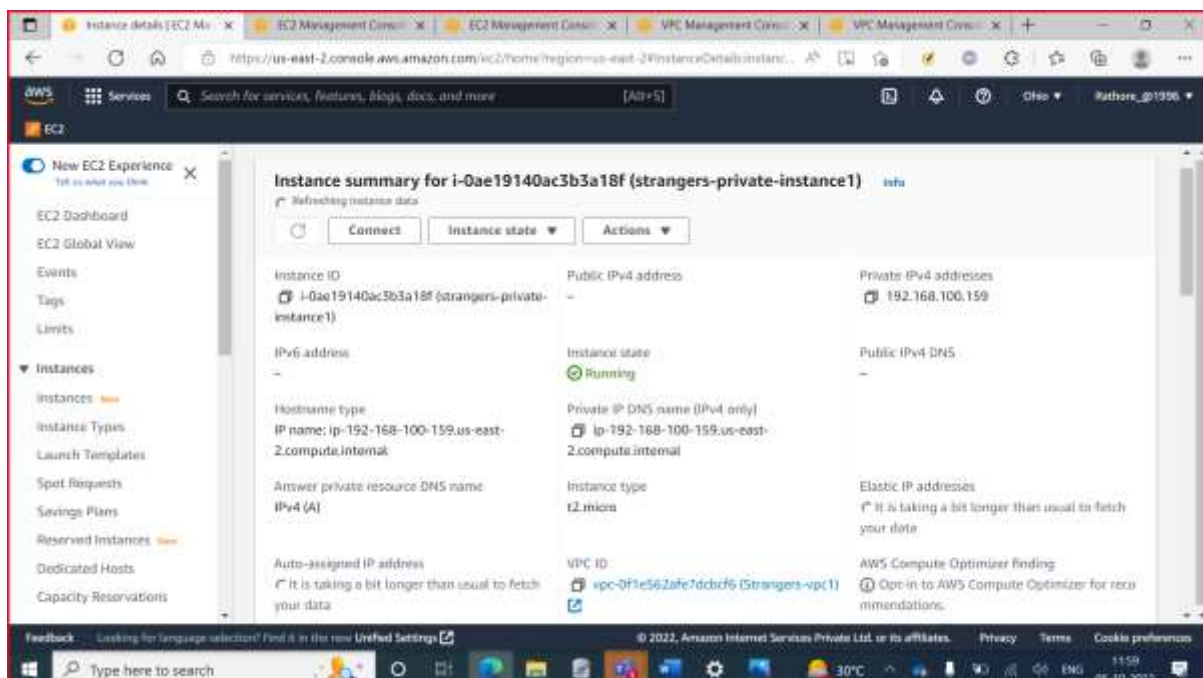 Instance details | EC2 Ma
EC2 Management Cons
EC2 Management Cons
VPC Management Cons
VPC Management Cons
https://us-east-2.console.aws.amazon.com/ec2/home?region=us-east-2#InstanceDetails:instanc...
aws
Services
Search for services, features, blogs, docs, and more
[Alt+S]
Ohio
Rathore_@1996
EC2
New EC2 Experience
Tell us what you think
EC2 Dashboard
EC2 Global View
Events
Tags
Limits
Instances
Instances New
Instance Types
Launch Templates
Spot Requests
Savings Plans
Reserved Instances New
Dedicated Hosts
Capacity Reservations
Instance summary for i-0ae19140ac3b3a18f (strangers-private-instance1) Info
Refreshing instance data
Connect
Instance state
Actions
Instance ID
i-0ae19140ac3b3a18f (strangers-private-
instance1)
Public IPv4 address
–
Private IPv4 addresses
192.168.100.159
IPv6 address
–
Instance state
Running
Public IPv4 DNS
–
Hostname type
IP name: ip-192-168-100-159.us-east-
2.compute.internal
Private IP DNS name (IPv4 only)
ip-192-168-100-159.us-east-
2.compute.internal
Answer private resource DNS name
IPv4 (A)
Instance type
t2.micro
Elastic IP addresses
It is taking a bit longer than usual to fetch
your data
Auto-assigned IP address
It is taking a bit longer than usual to fetch
your data
VPC ID
vpc-0f1e562afe7dcbcf6 (Strangers-vpc1)
AWS Compute Optimizer finding
Opt-in to AWS Compute Optimizer for reco
mmendations.
Feedback
Looking for language selection? Find it in the new Unified Settings
© 2022, Amazon Internet Services Private Ltd. or its affiliates.
Privacy
Terms
Cookie preferences
Type here to search
30°C
ENG
11:59